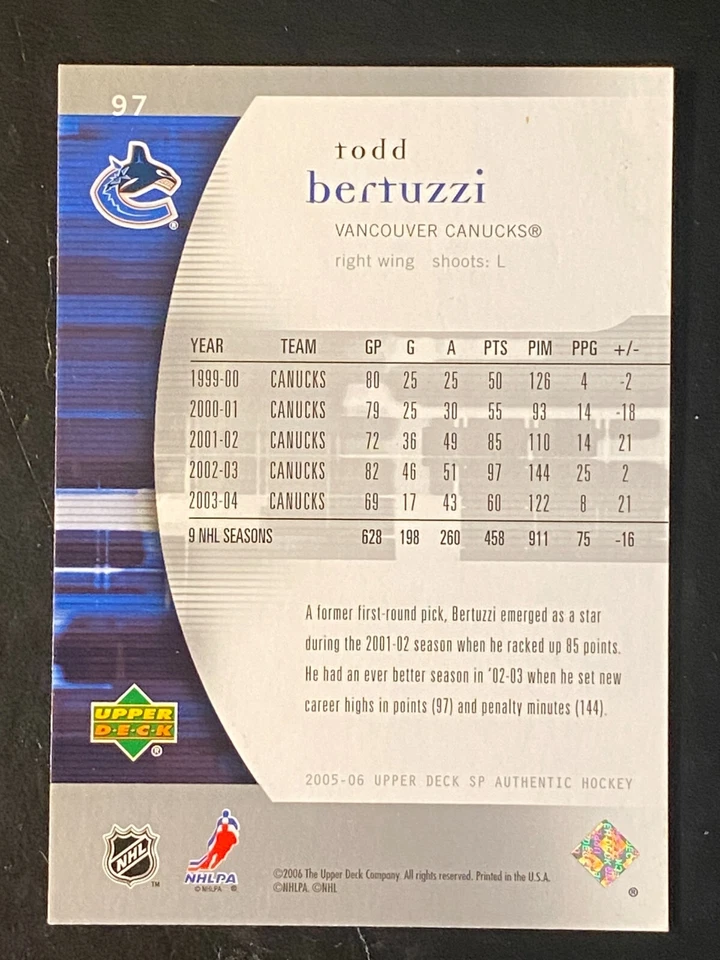 97
®
todd
bertuzzi
VANCOUVER CANUCKS®
right wing shoots: L
YEAR TEAM GP G A PTS PIM PPG +/-
1999-00 CANUCKS 80 25 25 50 126 4 -2
2000-01 CANUCKS 79 25 30 55 93 14 -18
2001-02 CANUCKS 72 36 49 85 110 14 21
2002-03 CANUCKS 82 46 51 97 144 25 2
2003-04 CANUCKS 69 17 43 60 122 8 21
9 NHL SEASONS 628 198 260 458 911 75 -16
A former first-round pick, Bertuzzi emerged as a star
during the 2001-02 season when he racked up 85 points.
He had an ever better season in '02-03 when he set new
career highs in points (97) and penalty minutes (144).
UPPER
D·E·C·K
®
2005-06 UPPER DECK SP AUTHENTIC HOCKEY
NHL
™
NHLPA
© NHLPA ®
©2006 The Upper Deck Company. All rights reserved. Printed in the U.S.A.
©NHLPA. ©NHL
®